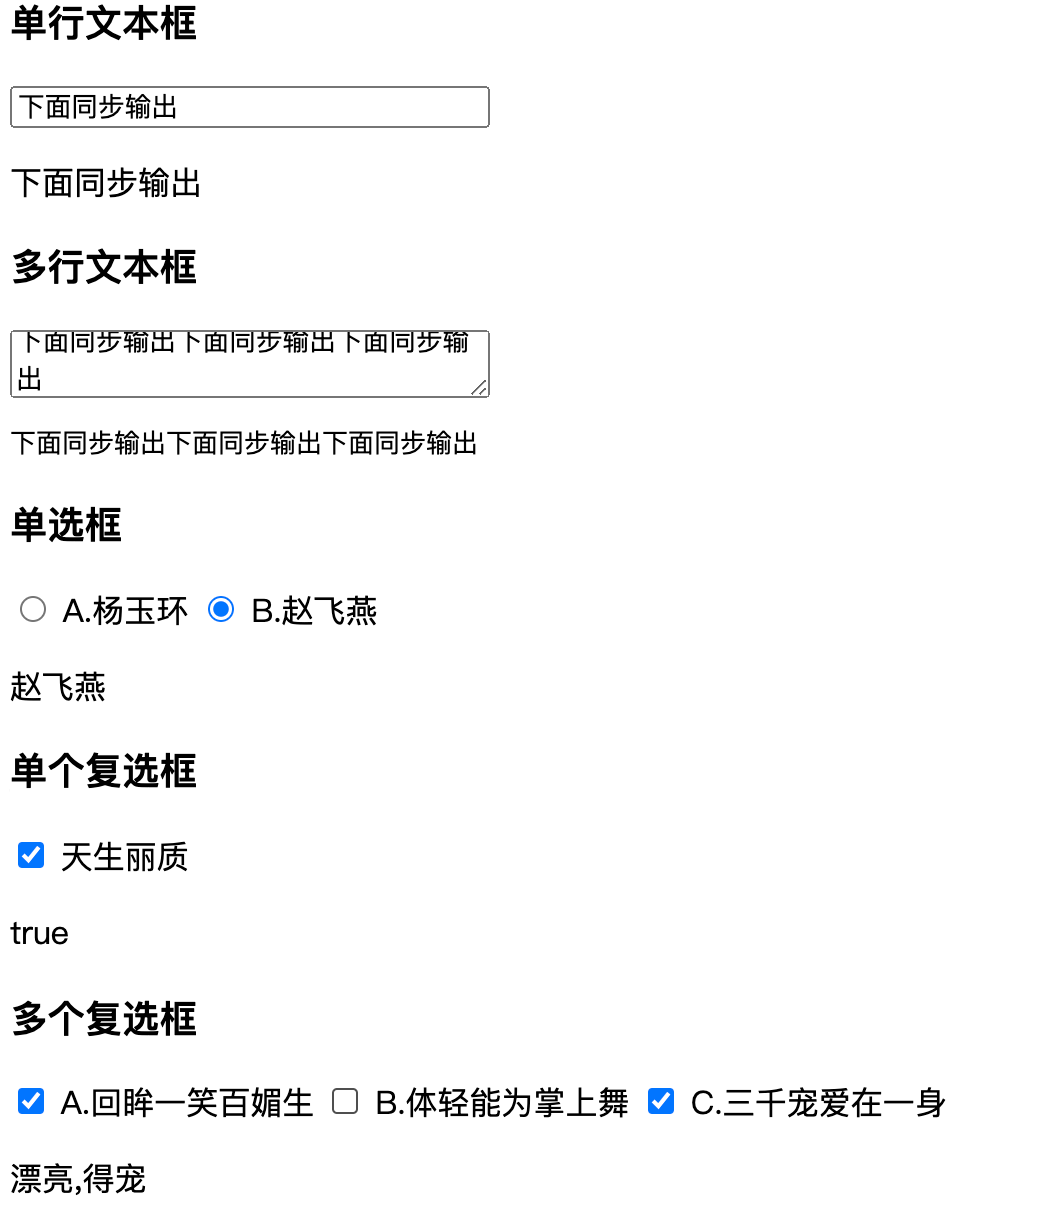 单行文本框
下面同步输出
下面同步输出
多行文本框
下面同步输出下面同步输出下面同步输
出
下面同步输出下面同步输出下面同步输出
单选框
A.杨玉环 B.赵飞燕
赵飞燕
单个复选框
天生丽质
true
多个复选框
A.回眸一笑百媚生 B.体轻能为掌上舞 C.三千宠爱在一身
漂亮,得宠